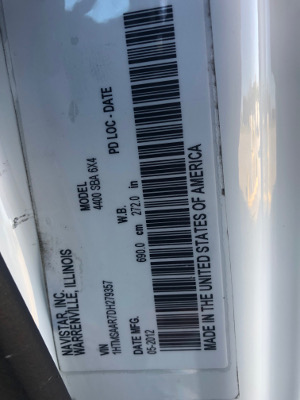 NAVISTAR, INC.
WARRENVILLE, ILLINOIS
VIN MODEL
1HTMSAAR7DH279357 4400 SBA 6X4
PD LOC - DATE
W.B.
690.0 cm 272.0 in
DATE MFG.
05-2012
MADE IN THE UNITED STATES OF AMERICA